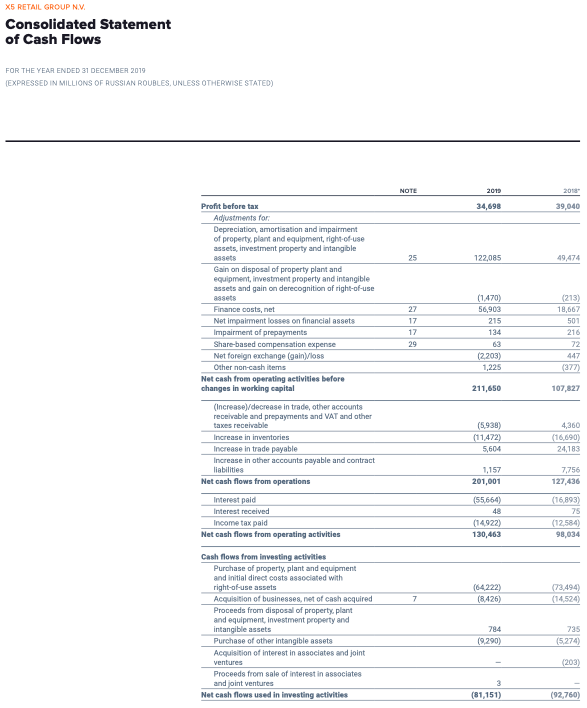 X5 RETAIL GROUP N.V.
Consolidated Statement
of Cash Flows
FOR THE YEAR ENDED 31 DECEMBER 2019
(EXPRESSED IN MILLIONS OF RUSSIAN ROUBLES, UNLESS OTHERWISE STATED)
NOTE 2019 2018*
Profit before tax 34,698 39,040
Adjustments for:
Depreciation, amortisation and impairment
of property, plant and equipment, right-of-use
assets, investment property and intangible
assets 25 122,085 49,474
Gain on disposal of property plant and
equipment, investment property and intangible
assets and gain on derecognition of right-of-use
assets (1,470) (213)
Finance costs, net 27 56,903 18,667
Net impairment losses on financial assets 17 215 501
Impairment of prepayments 17 134 216
Share-based compensation expense 29 63 72
Net foreign exchange (gain)/loss (2,203) 447
Other non-cash items 1,225 (377)
Net cash from operating activities before
changes in working capital 211,650 107,827
(Increase)/decrease in trade, other accounts
receivable and prepayments and VAT and other
taxes receivable (5,938) 4,360
Increase in inventories (11,472) (16,690)
Increase in trade payable 5,604 24,183
Increase in other accounts payable and contract
liabilities 1,157 7,756
Net cash flows from operations 201,001 127,436
Interest paid (55,664) (16,893)
Interest received 48 75
Income tax paid (14,922) (12,584)
Net cash flows from operating activities 130,463 98,034
Cash flows from investing activities
Purchase of property, plant and equipment
and initial direct costs associated with
right-of-use assets (64,222) (73,494)
Acquisition of businesses, net of cash acquired 7 (8,426) (14,524)
Proceeds from disposal of property, plant
and equipment, investment property and
intangible assets 784 735
Purchase of other intangible assets (9,290) (5,274)
Acquisition of interest in associates and joint
ventures — (203)
Proceeds from sale of interest in associates
and joint ventures 3 —
Net cash flows used in investing activities (81,151) (92,760)